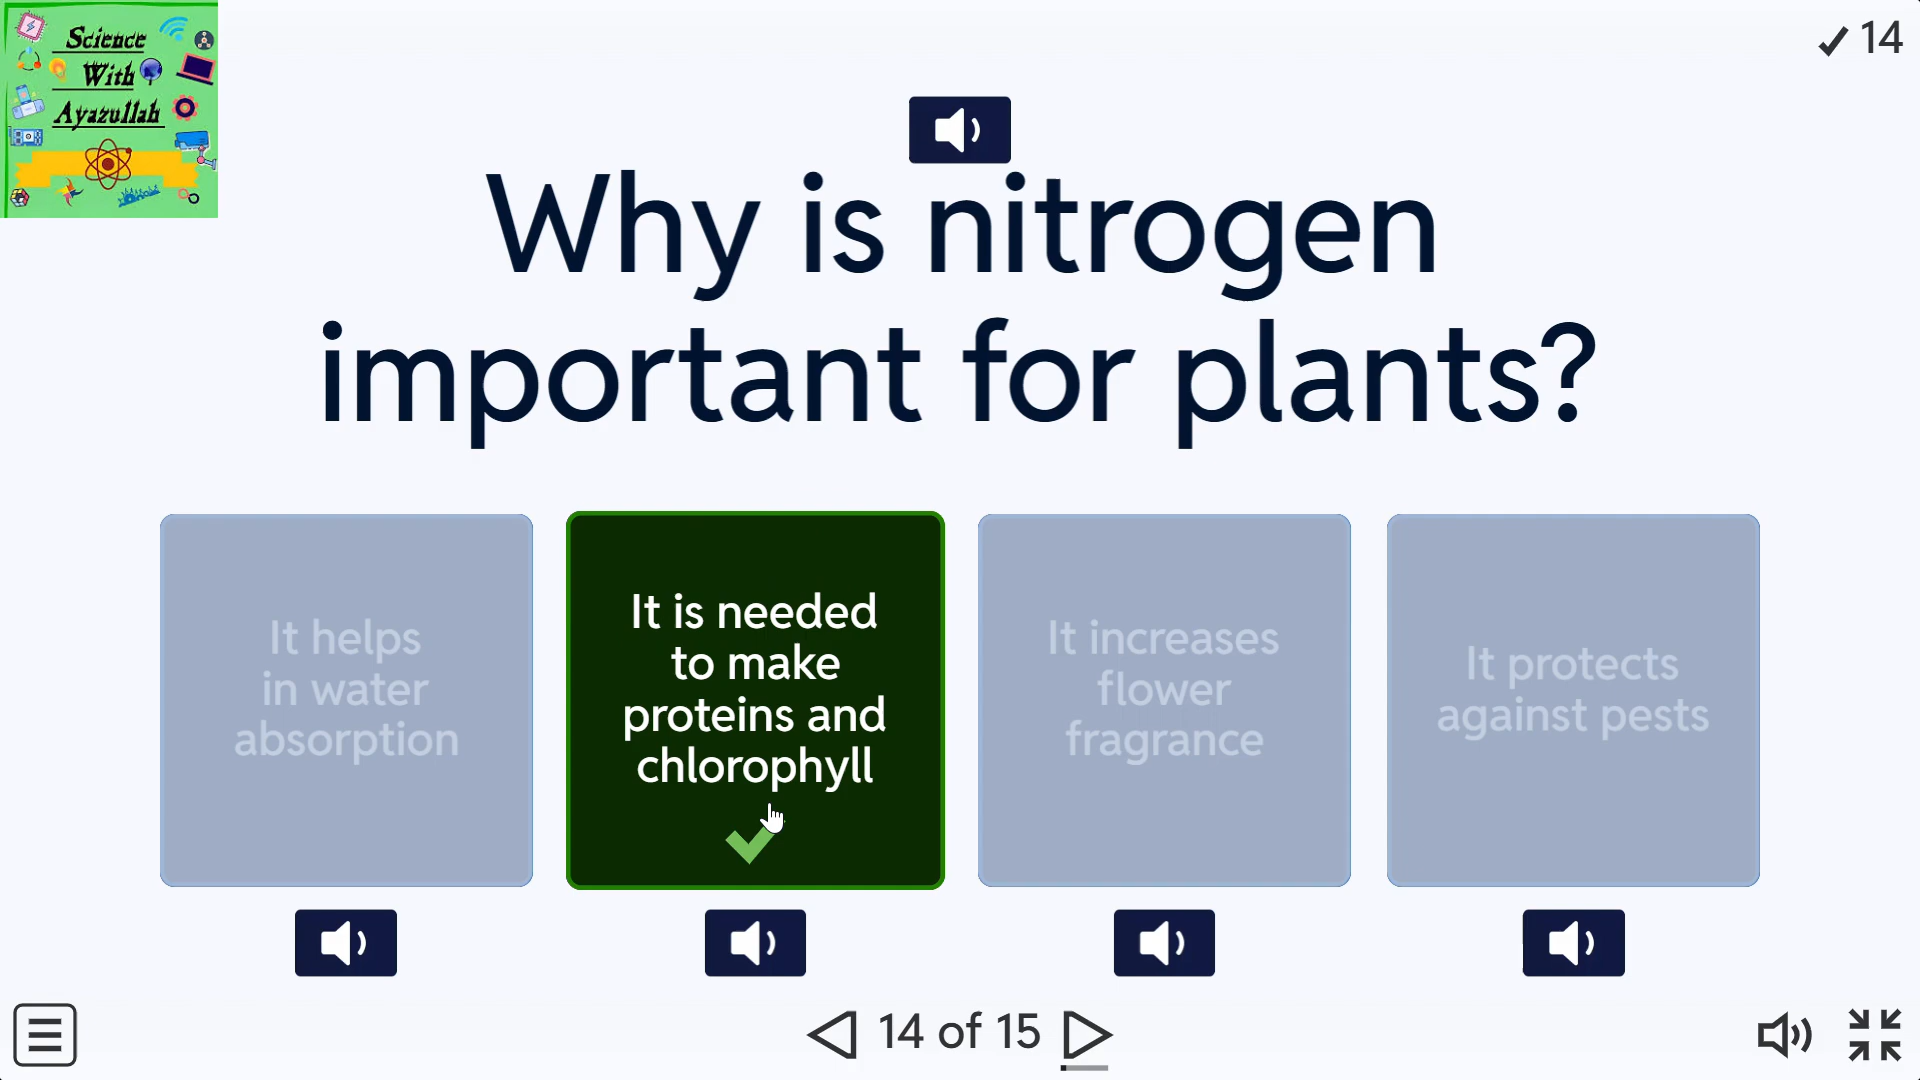 Science
With
Ayazullah
14
Why is nitrogen
important for plants?
It helps
in water
absorption
It is needed
to make
proteins and
chlorophyll
It increases
flower
fragrance
It protects
against pests
14 of 15